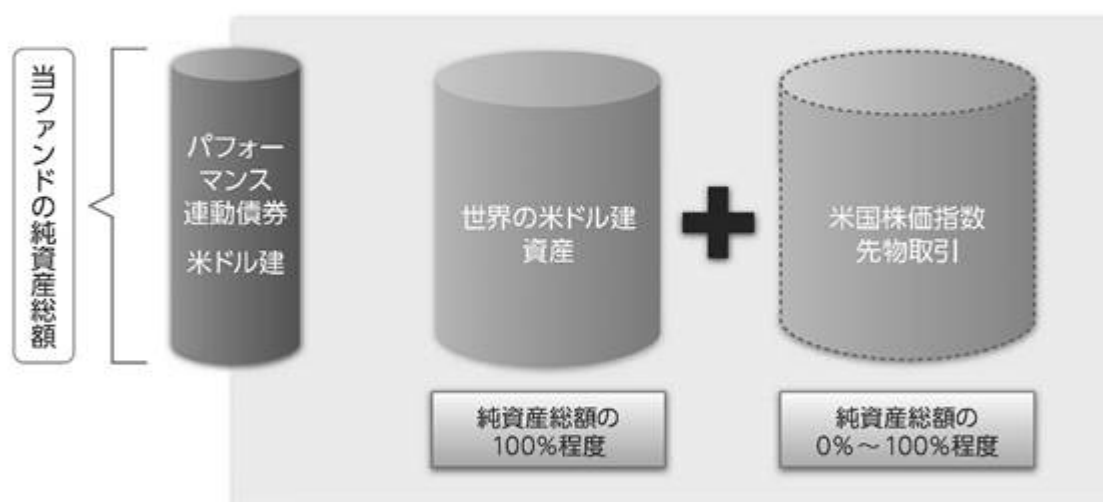 当ファンドの純資産総額
パフォー
マンス
連動債券
米ドル建
世界の米ドル建
資産
米国株価指数
先物取引
純資産総額の
100%程度
純資産総額の
0%~100%程度